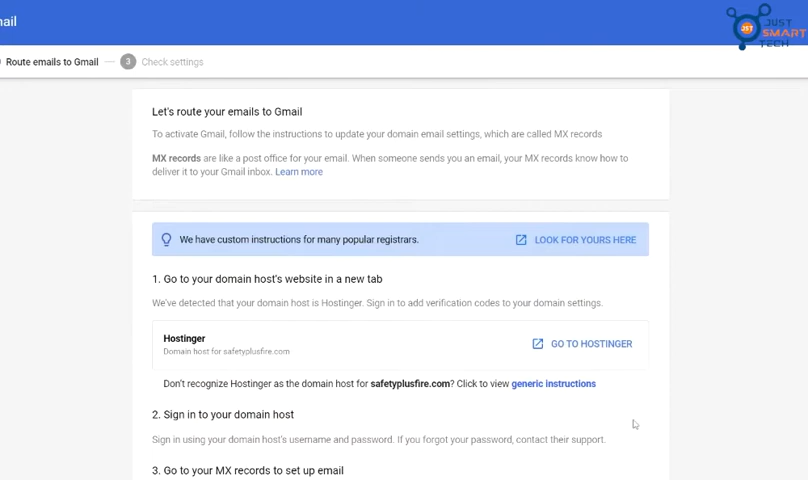 JUST
SMART
JST
TECH
Route emails to Gmail
3
Check settings
Let's route your emails to Gmail
To activate Gmail, follow the instructions to update your domain email settings, which are called MX records
MX records are like a post office for your email. When someone sends you an email, your MX records know how to
deliver it to your Gmail inbox. Learn more
We have custom instructions for many popular registrars.
LOOK FOR YOURS HERE
1. Go to your domain host's website in a new tab
We've detected that your domain host is Hostinger. Sign in to add verification codes to your domain settings.
Hostinger
Domain host for safetyplusfire.com
GO TO HOSTINGER
Don't recognize Hostinger as the domain host for safetyplusfire.com? Click to view generic instructions
2. Sign in to your domain host
Sign in using your domain host's username and password. If you forgot your password, contact their support.
3. Go to your MX records to set up email